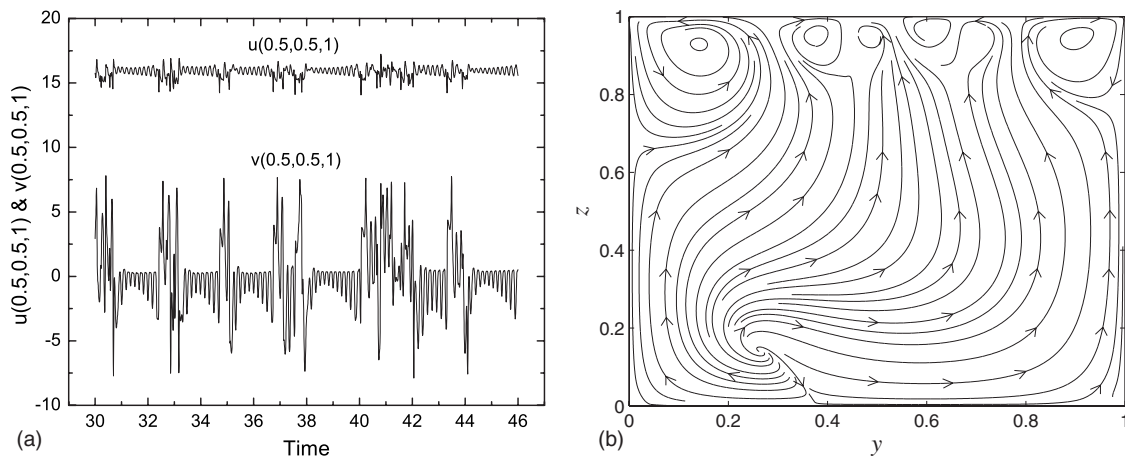 u(0.5,0.5,1) & v(0.5,0.5,1)
20
15
10
5
0
-5
-10
u(0.5,0.5,1)
v(0.5,0.5,1)
30 32 34 36 38 40 42 44 46
Time
(a)
z
1
0.8
0.6
0.4
0.2
0
0 0.2 0.4 0.6 0.8 1
y
(b)